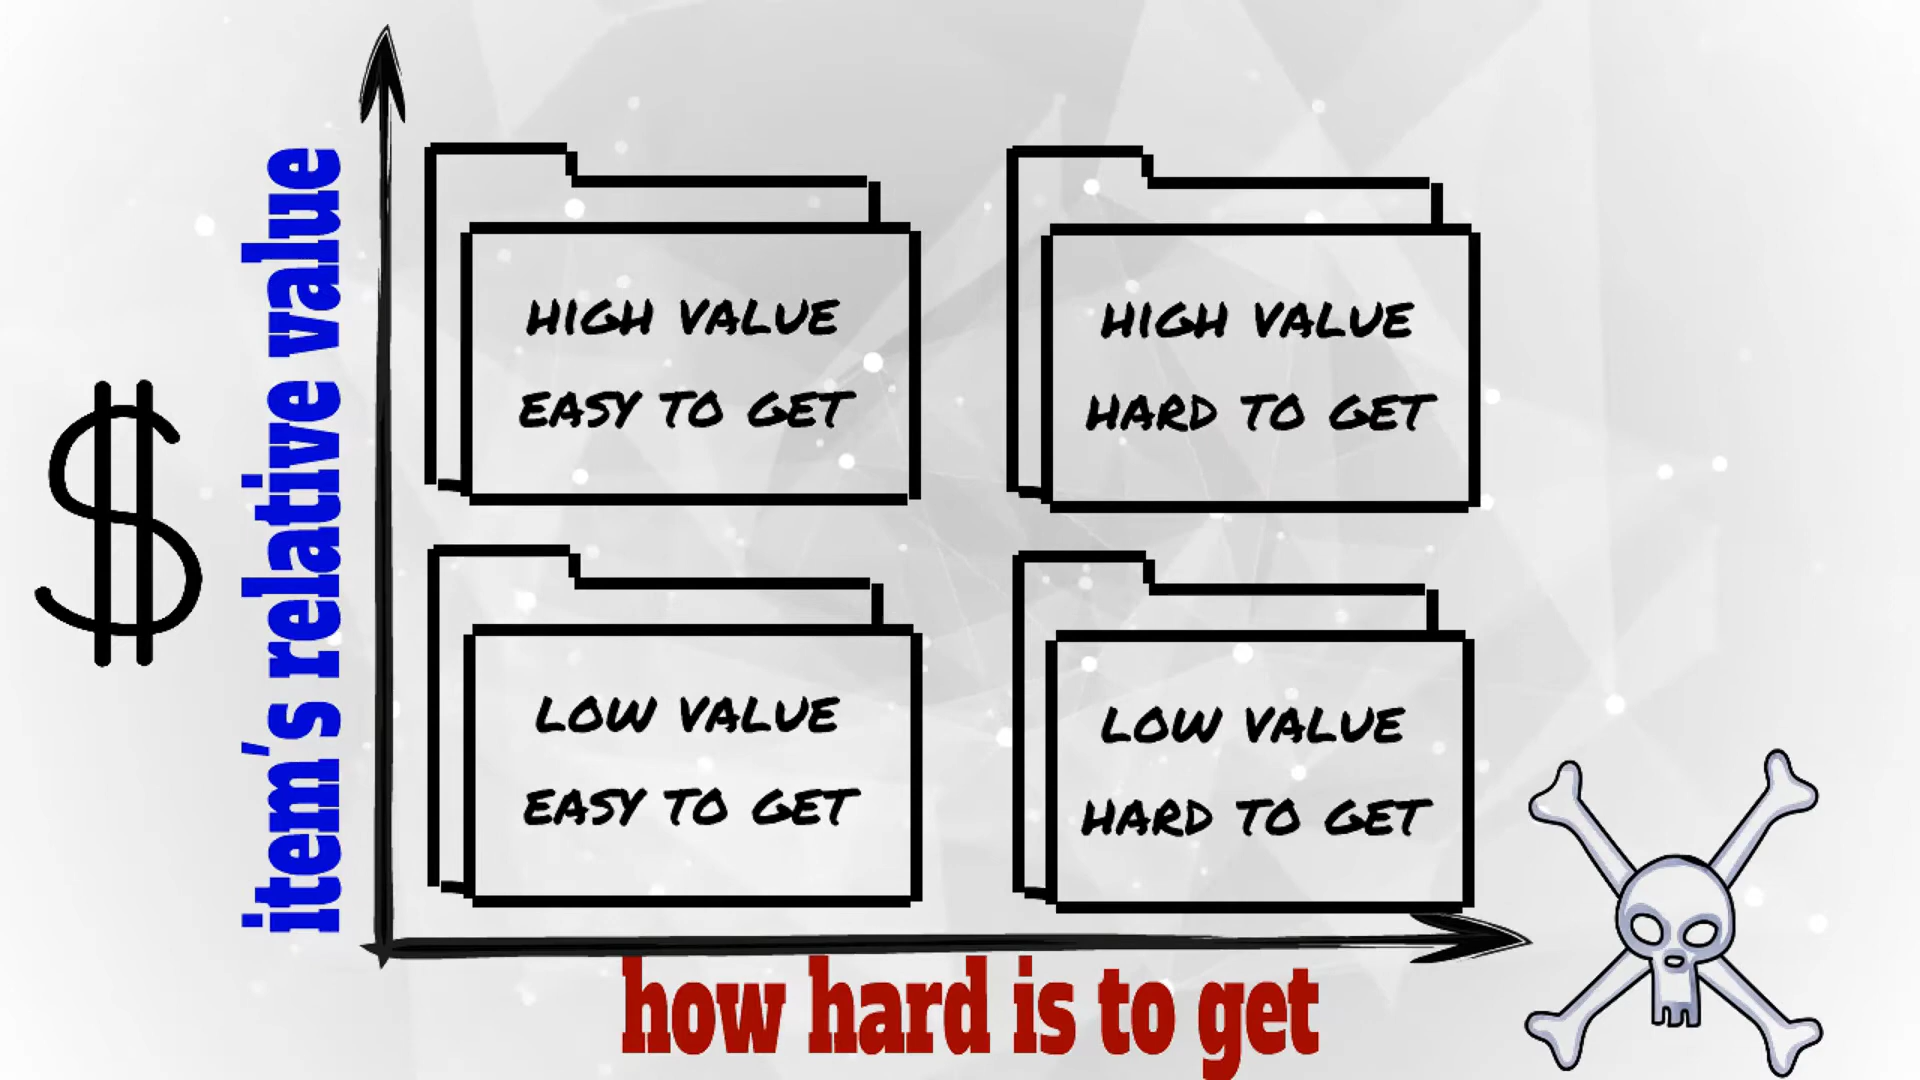 item's relative value
HIGH VALUE
EASY TO GET
HIGH VALUE
HARD TO GET
LOW VALUE
EASY TO GET
LOW VALUE
HARD TO GET
how hard is to get
$